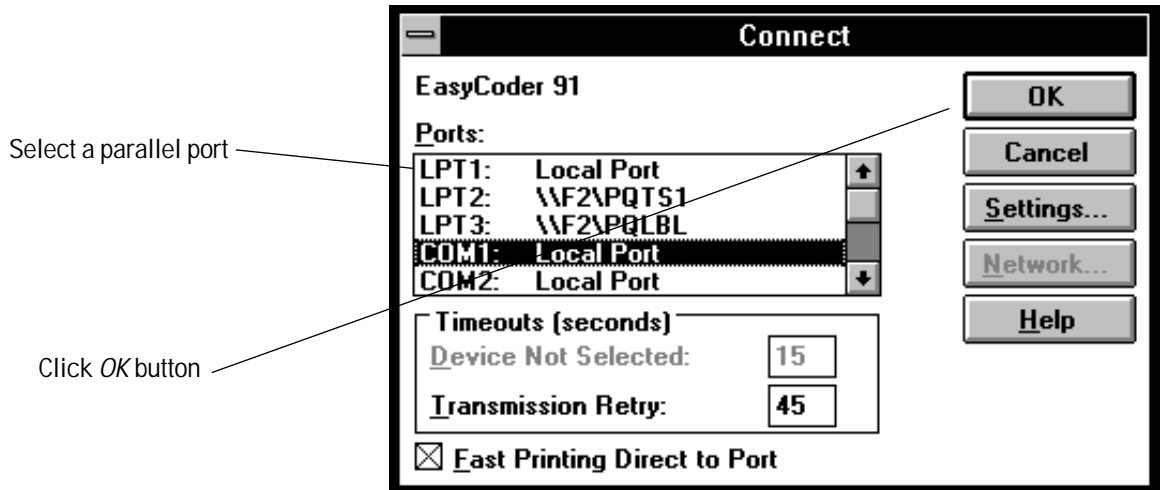 Connect
EasyCoder 91
Ports:
Select a parallel port
LPT1: Local Port
LPT2: \\F2\PQTS1
LPT3: \\F2\PQLBL
COM1: Local Port
COM2: Local Port
OK
Cancel
Settings...
Network...
Help
Timeouts (seconds)
Device Not Selected: 15
Click OK button
Transmission Retry: 45
Fast Printing Direct to Port